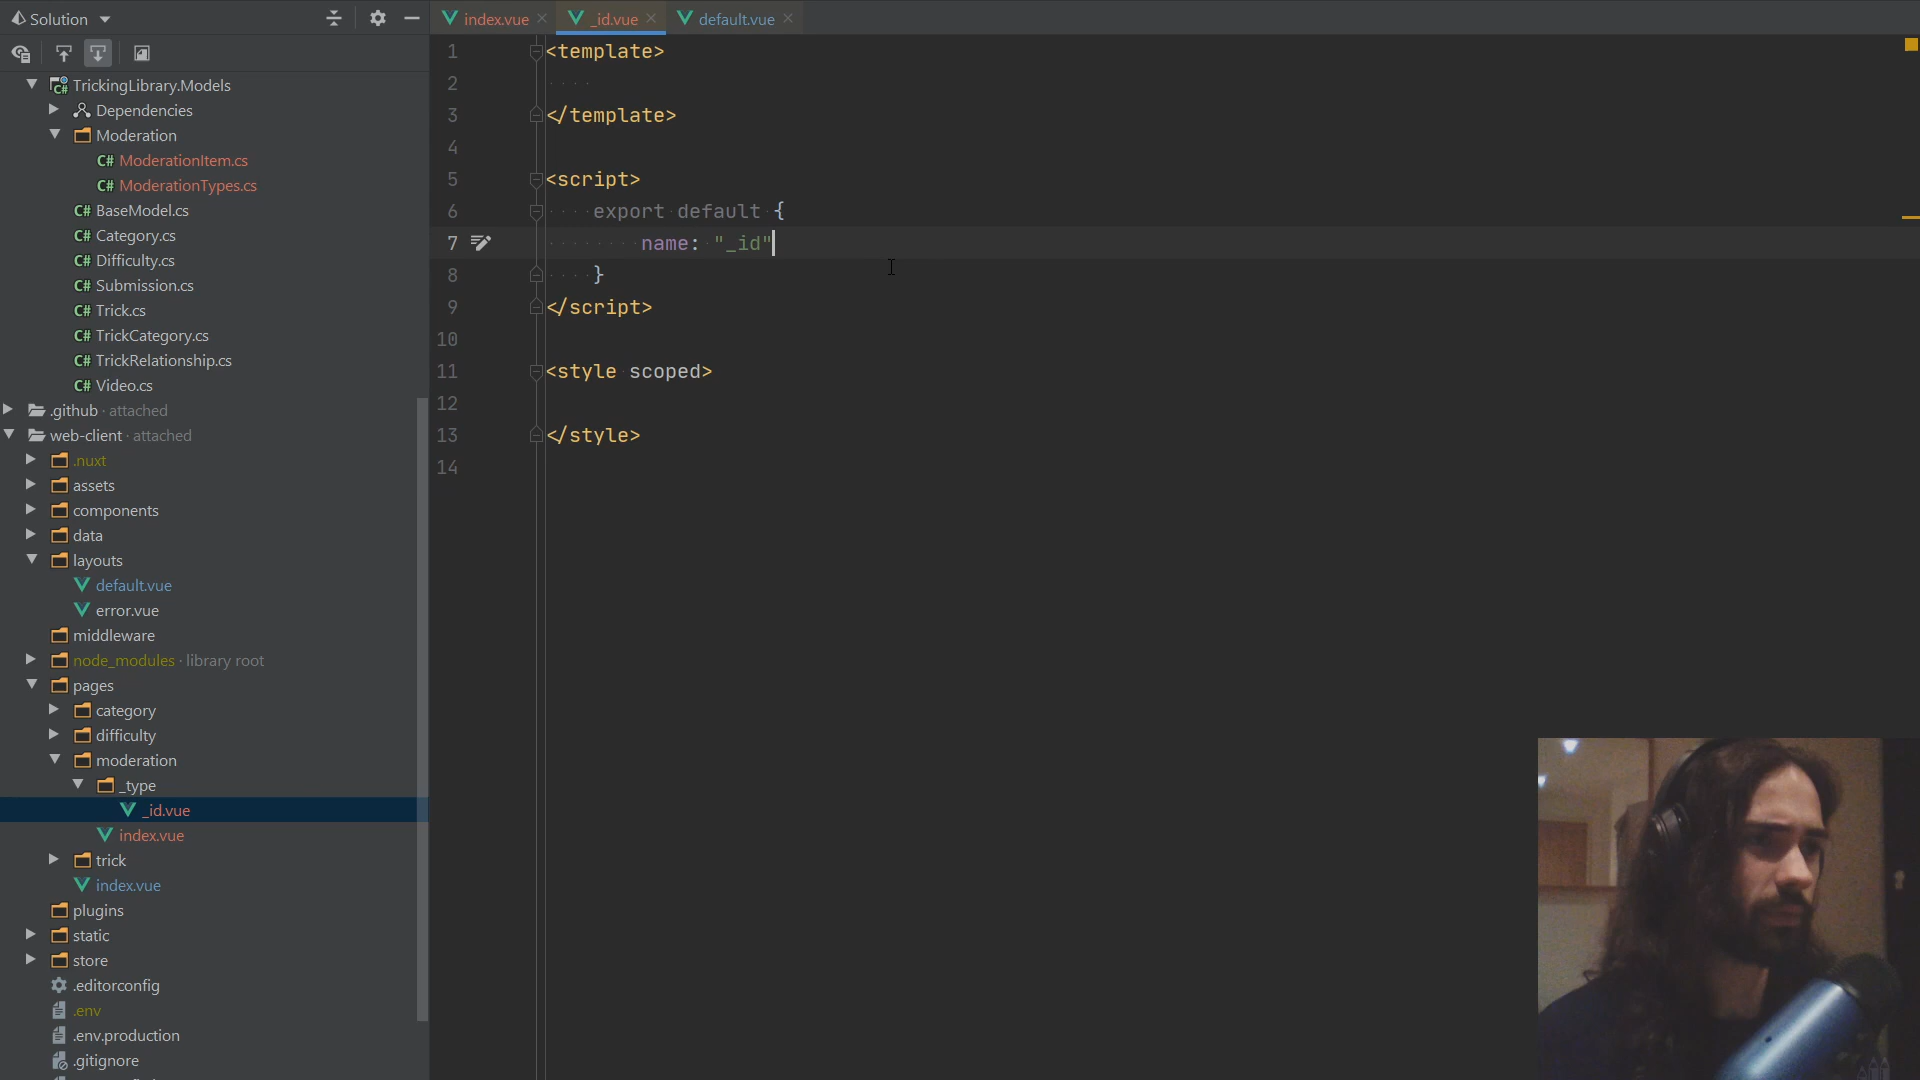 Solution
index.vue
_id.vue
default.vue
TrickingLibrary.Models
Dependencies
Moderation
C# ModerationItem.cs
C# ModerationTypes.cs
C# BaseModel.cs
C# Category.cs
C# Difficulty.cs
C# Submission.cs
C# Trick.cs
C# TrickCategory.cs
C# TrickRelationship.cs
C# Video.cs
.github · attached
web-client · attached
.nuxt
assets
components
data
layouts
default.vue
error.vue
middleware
node_modules · library root
pages
category
difficulty
moderation
_type
_id.vue
index.vue
trick
index.vue
plugins
static
store
.editorconfig
.env
.env.production
.gitignore
1 <template>
2
3 </template>
4
5 <script>
6 export default {
7 name: "_id"
8 }
9 </script>
10
11 <style scoped>
12
13 </style>
14